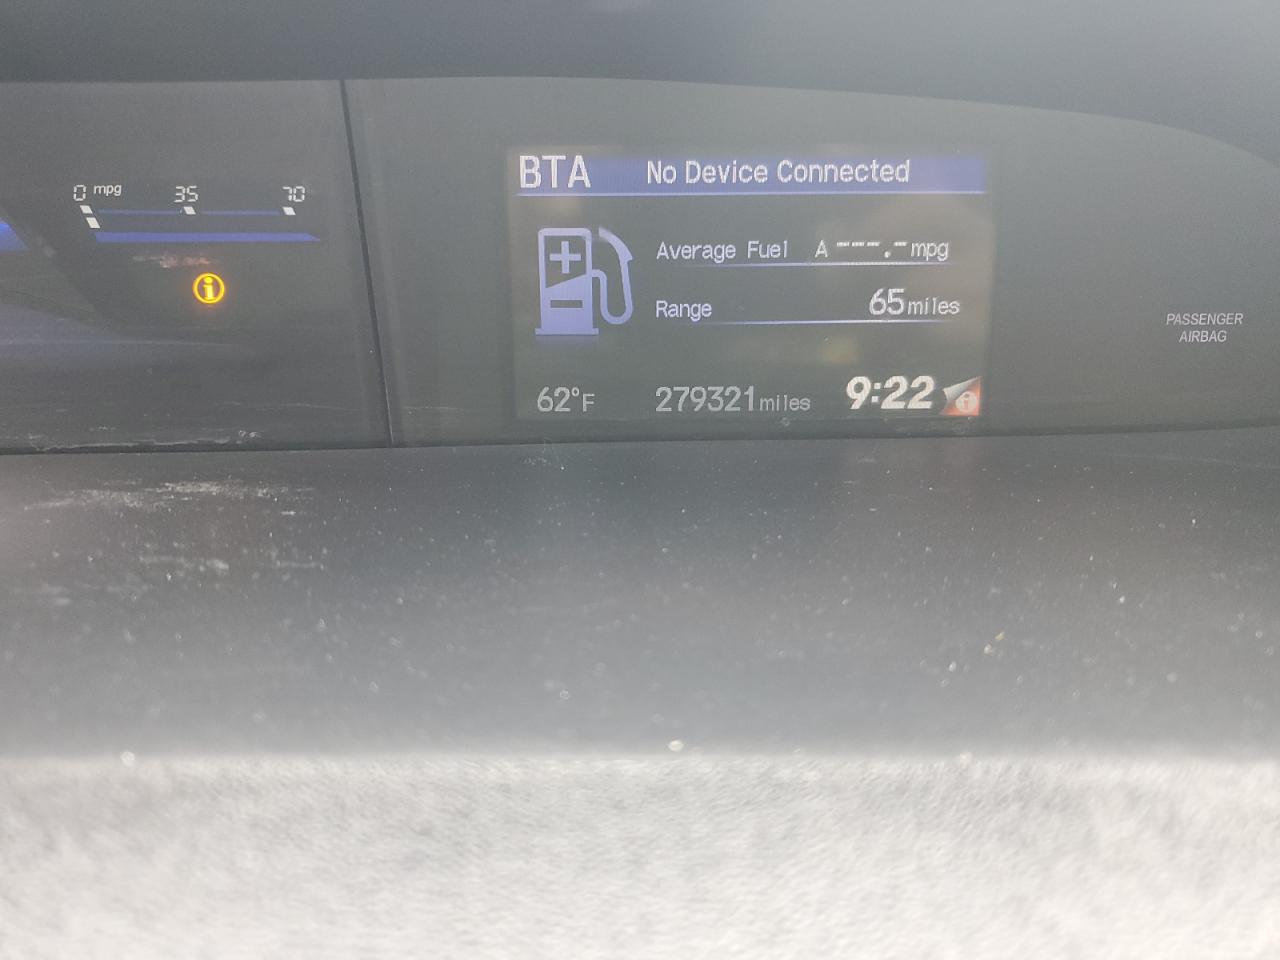 0 mpg 35 70
BTA No Device Connected
Average Fuel A ---.- mpg
Range 65 miles
62°F 279321 miles 9:22
PASSENGER
AIRBAG